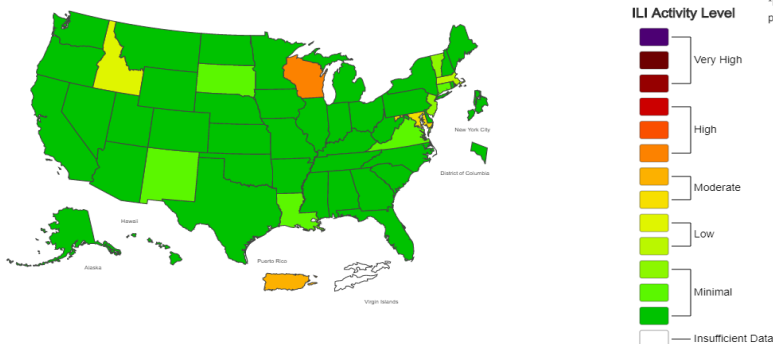 ILI Activity Level
Very High
High
New York City
District of Columbia
Moderate
Hawaii
Low
Puerto Rico
Alaska
Minimal
Virgin Islands
Insufficient Data